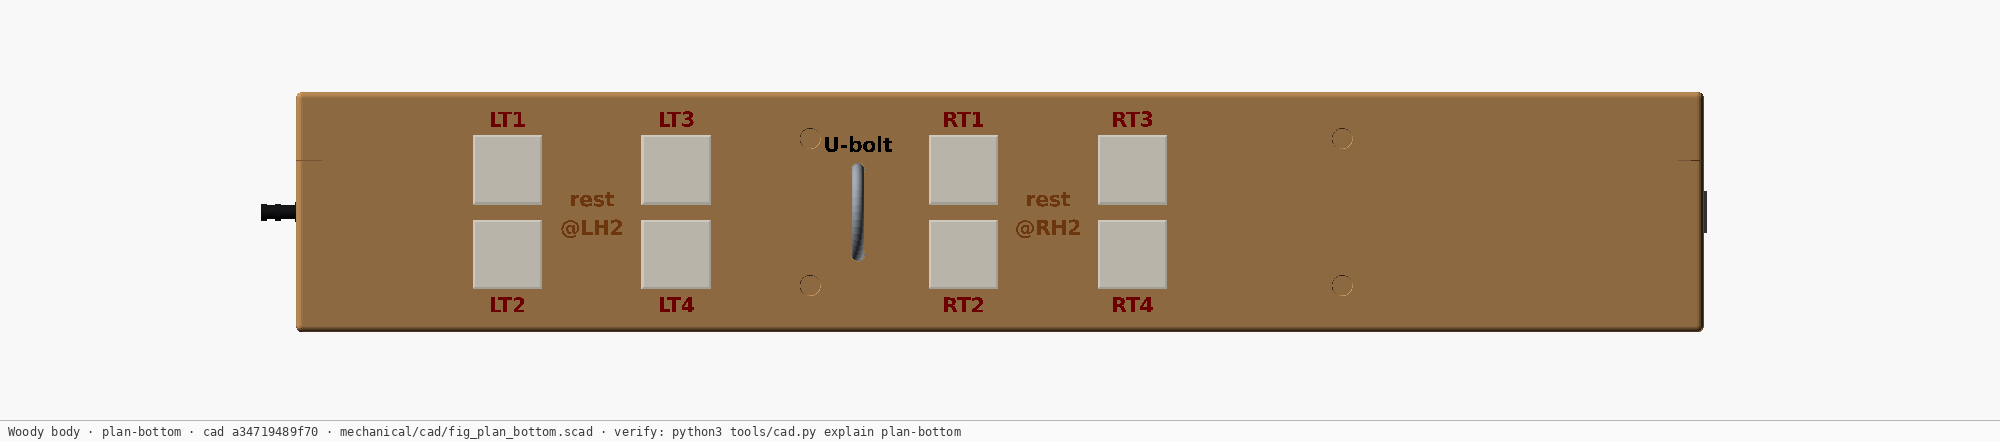 LT1 LT3 RT1 RT3
U-bolt
rest rest
@LH2 @RH2
LT2 LT4 RT2 RT4
Woody body · plan-bottom · cad a34719489f70 · mechanical/cad/fig_plan_bottom.scad · verify: python3 tools/cad.py explain plan-bottom